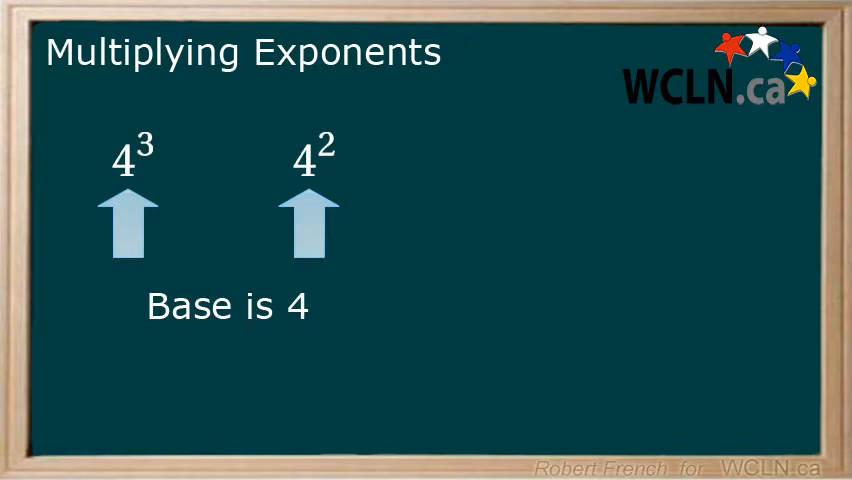 Multiplying Exponents
WCLN.ca
4³ 4²
Base is 4
Robert French for WCLN.ca